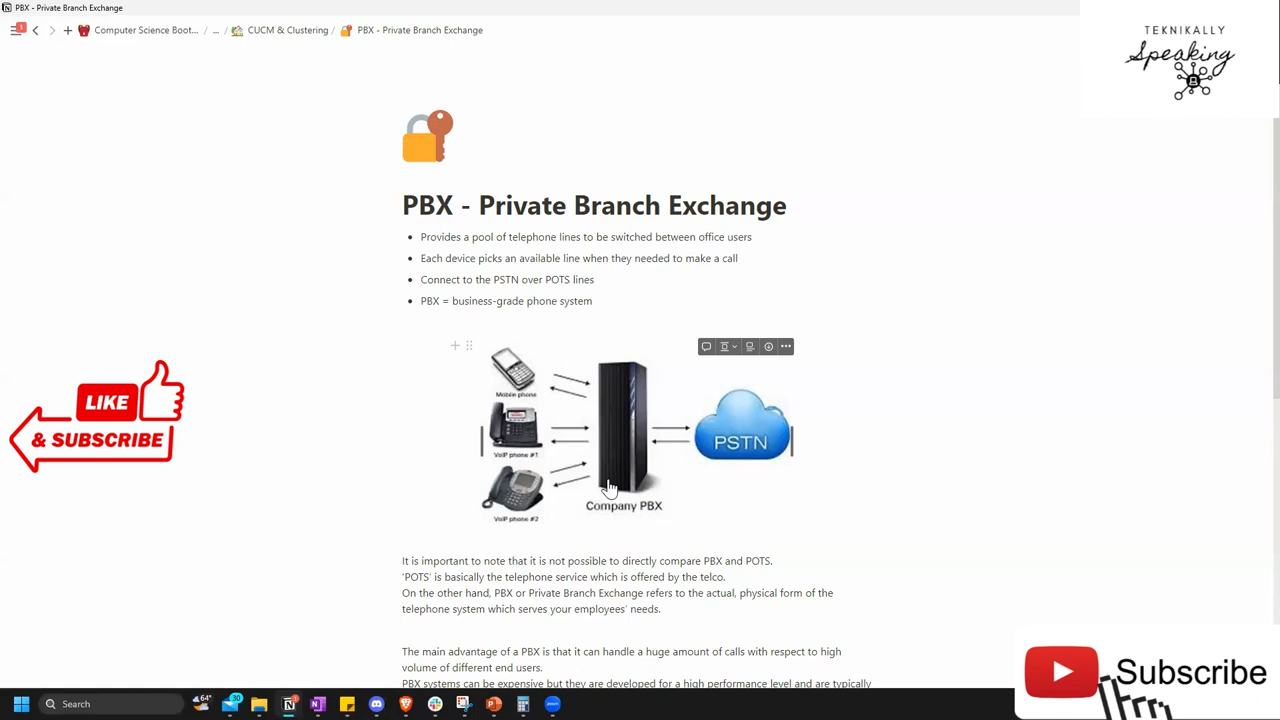 PBX - Private Branch Exchange
1
Computer Science Boot... / ... / CUCM & Clustering / PBX - Private Branch Exchange
TEKNIKALLY
Speaking
PBX - Private Branch Exchange
• Provides a pool of telephone lines to be switched between office users
• Each device picks an available line when they needed to make a call
• Connect to the PSTN over POTS lines
• PBX = business-grade phone system
Mobile phone
VoIP phone #1
VoIP phone #2
Company PBX
PSTN
LIKE
& SUBSCRIBE
It is important to note that it is not possible to directly compare PBX and POTS.
'POTS' is basically the telephone service which is offered by the telco.
On the other hand, PBX or Private Branch Exchange refers to the actual, physical form of the
telephone system which serves your employees' needs.
The main advantage of a PBX is that it can handle a huge amount of calls with respect to high
volume of different end users.
PBX systems can be expensive but they are developed for a high performance level and are typically
Subscribe
Search
64°
30
zoom